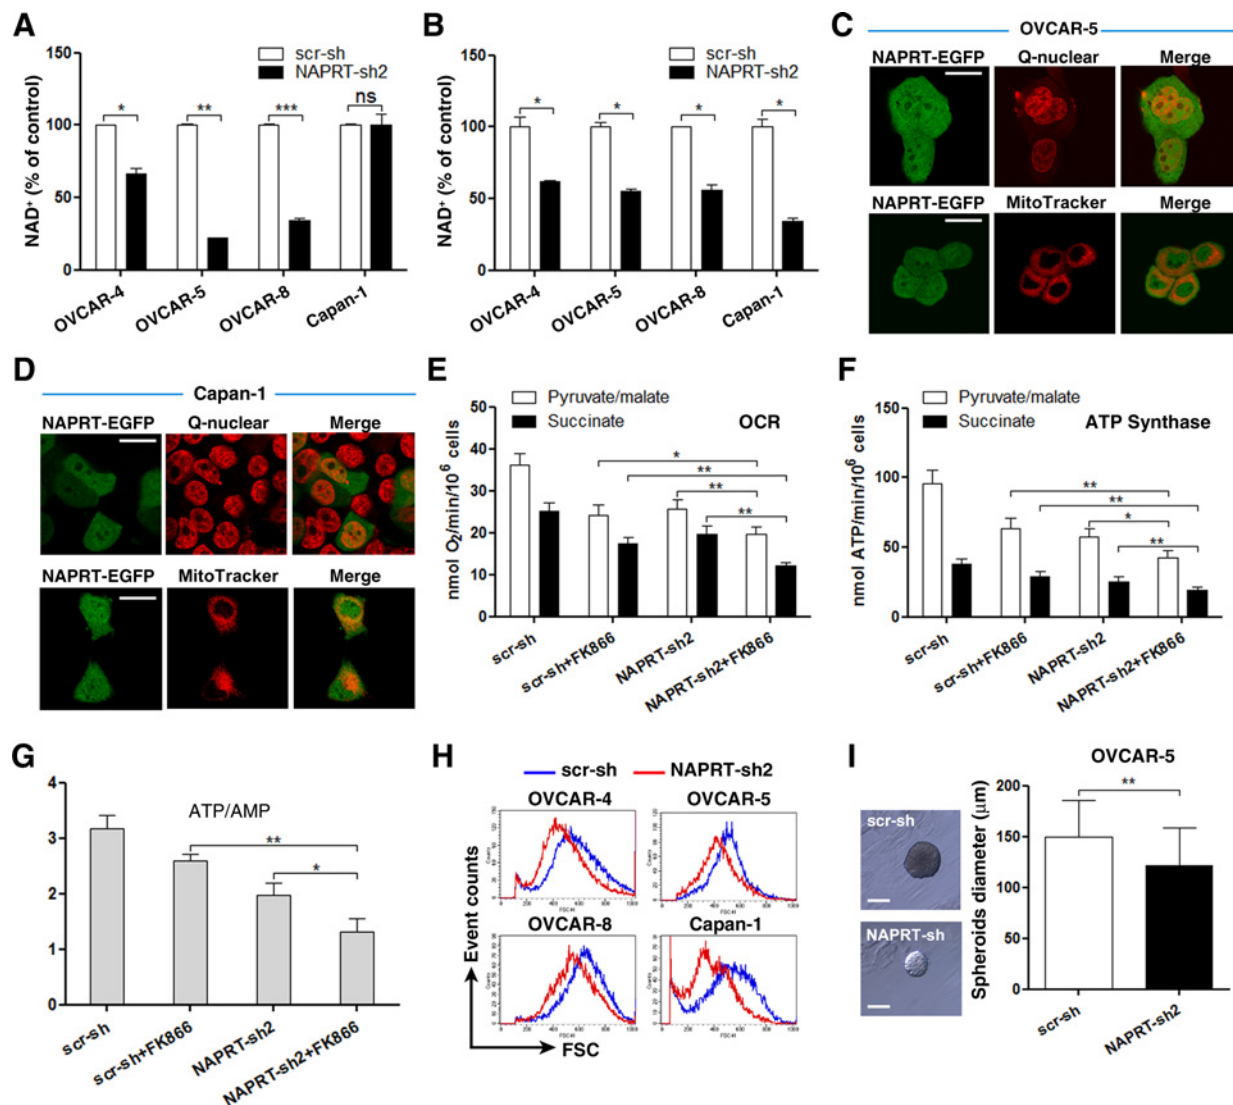 A
150
100
50
0
NAD⁺ (% of control)
scr-sh
NAPRT-sh2
*
**
***
ns
OVCAR-4
OVCAR-5
OVCAR-8
Capan-1
B
150
100
50
0
NAD⁺ (% of control)
scr-sh
NAPRT-sh2
*
*
*
*
OVCAR-4
OVCAR-5
OVCAR-8
Capan-1
C
OVCAR-5
NAPRT-EGFP Q-nuclear Merge
NAPRT-EGFP MitoTracker Merge
D
Capan-1
NAPRT-EGFP Q-nuclear Merge
NAPRT-EGFP MitoTracker Merge
E
Pyruvate/malate
Succinate
OCR
50
40
30
20
10
0
nmol O₂/min/10⁶ cells
*
**
**
**
scr-sh
scr-sh+FK866
NAPRT-sh2
NAPRT-sh2+FK866
F
Pyruvate/malate
Succinate
ATP Synthase
150
100
50
0
nmol ATP/min/10⁶ cells
**
**
*
**
scr-sh
scr-sh+FK866
NAPRT-sh2
NAPRT-sh2+FK866
G
4
3
2
1
0
ATP/AMP
**
*
scr-sh
scr-sh+FK866
NAPRT-sh2
NAPRT-sh2+FK866
H
scr-sh NAPRT-sh2
OVCAR-4 OVCAR-5
OVCAR-8 Capan-1
Event counts
FSC
I
OVCAR-5
scr-sh
NAPRT-sh
200
150
100
50
0
Spheroids diameter (μm)
**
scr-sh
NAPRT-sh2